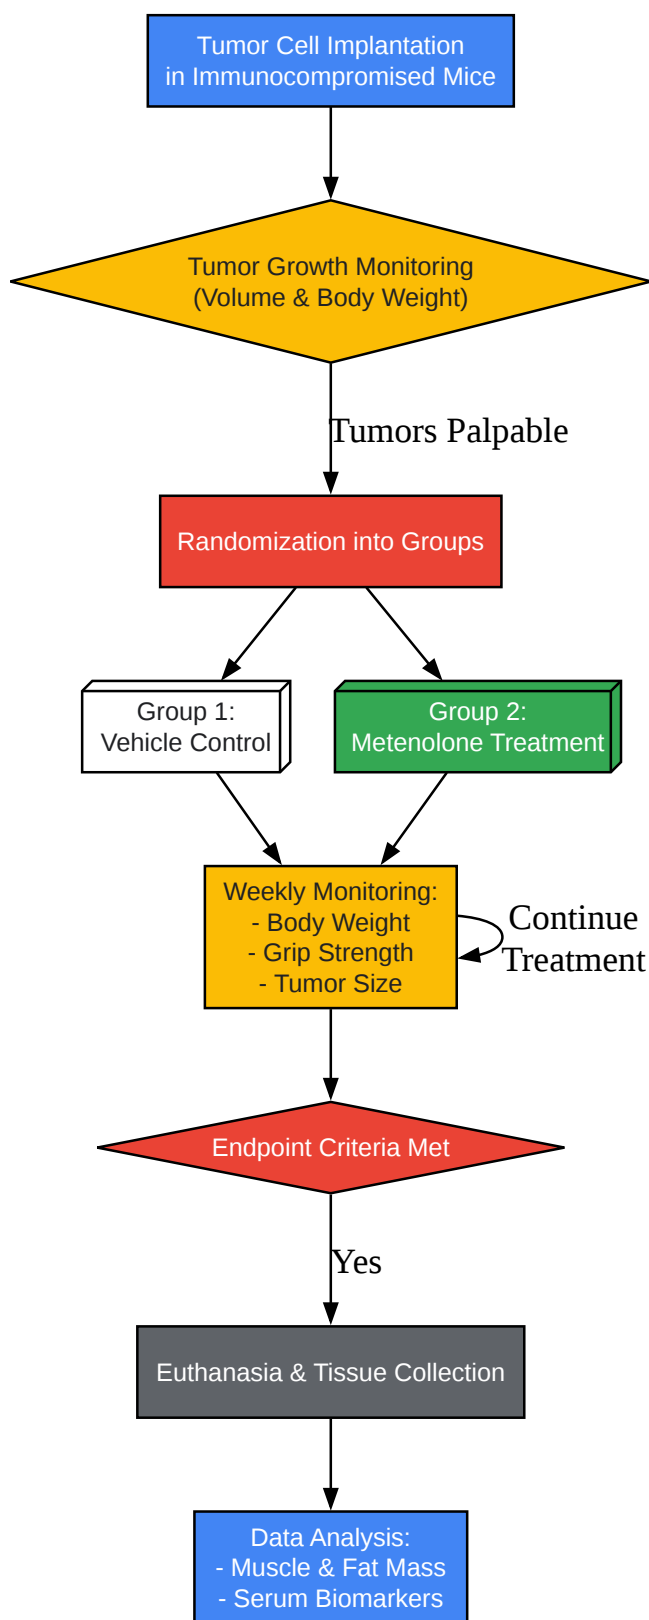 Tumor Cell Implantation
in Immunocompromised Mice
Tumor Growth Monitoring
(Volume & Body Weight)
Tumors Palpable
Randomization into Groups
Group 1:
Vehicle Control
Group 2:
Metenolone Treatment
Weekly Monitoring:
- Body Weight
- Grip Strength
- Tumor Size
Continue
Treatment
Endpoint Criteria Met
Yes
Euthanasia & Tissue Collection
Data Analysis:
- Muscle & Fat Mass
- Serum Biomarkers